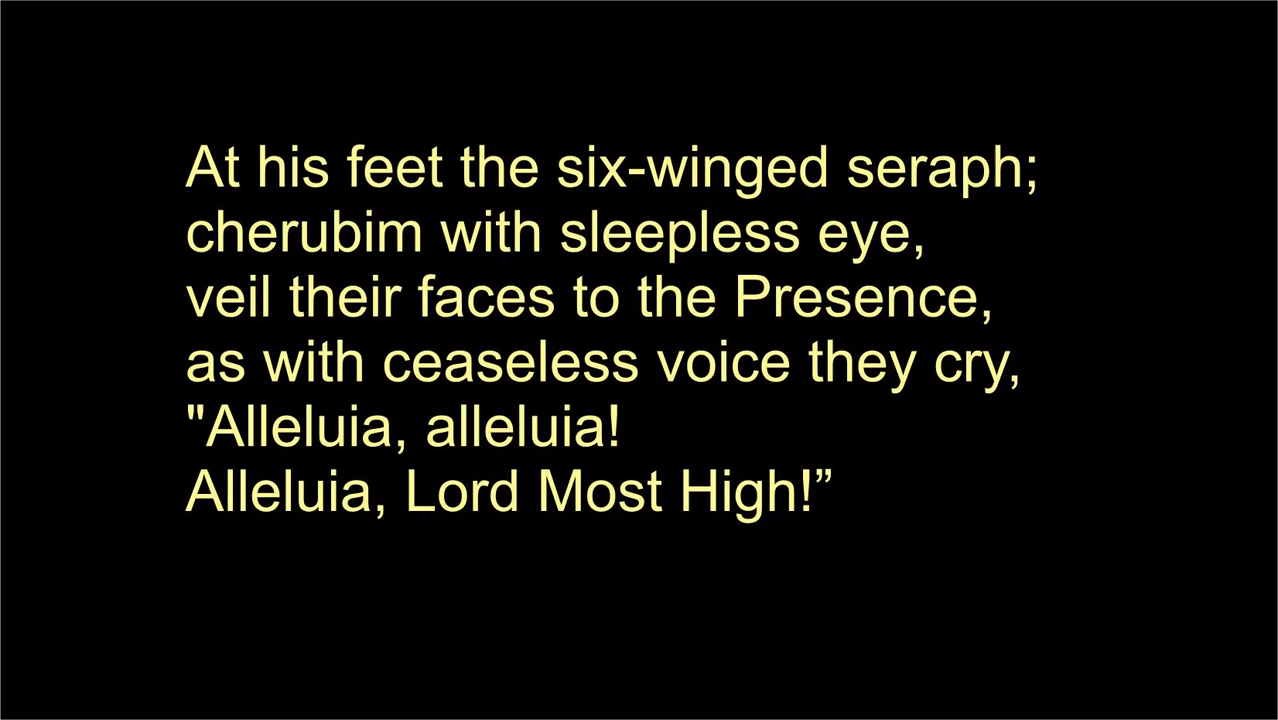 At his feet the six-winged seraph;
cherubim with sleepless eye,
veil their faces to the Presence,
as with ceaseless voice they cry,
"Alleluia, alleluia!
Alleluia, Lord Most High!”